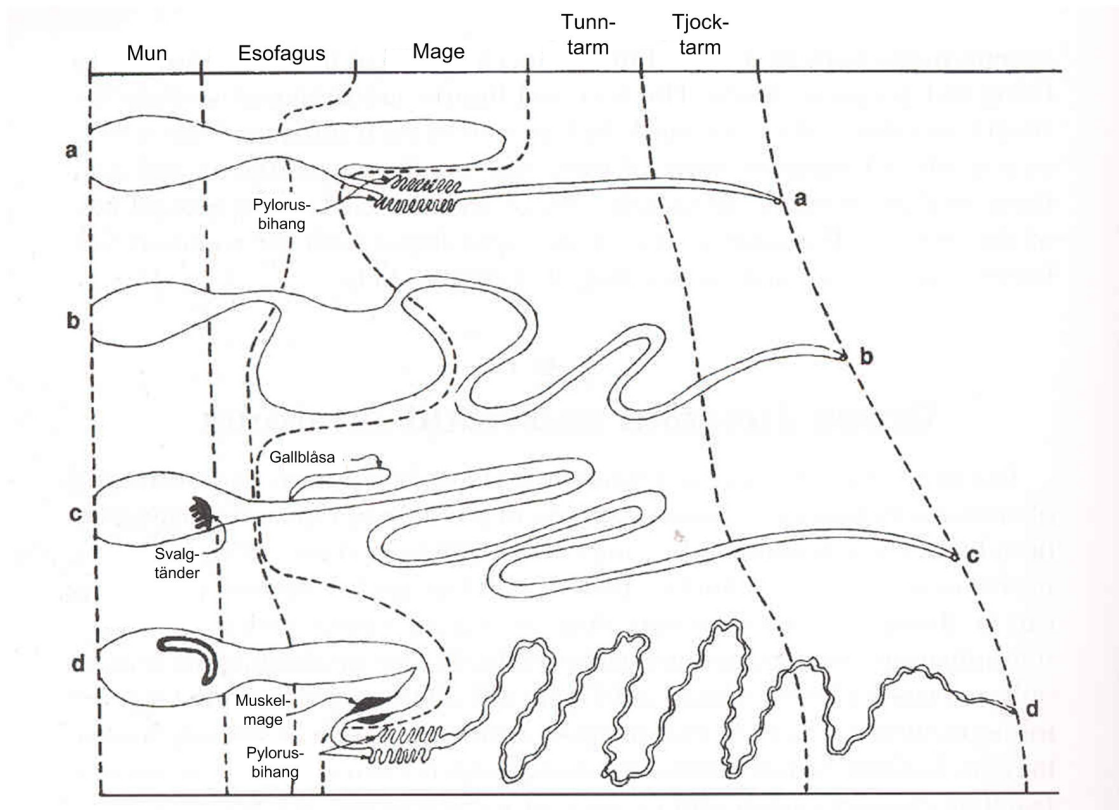 Mun
Esofagus
Mage
Tunn-
tarm
Tjock-
tarm
a
Pylorus-
bihang
a
b
b
Gallblåsa
c
Svalg-
tänder
c
d
Muskel-
mage
Pylorus-
bihang
d